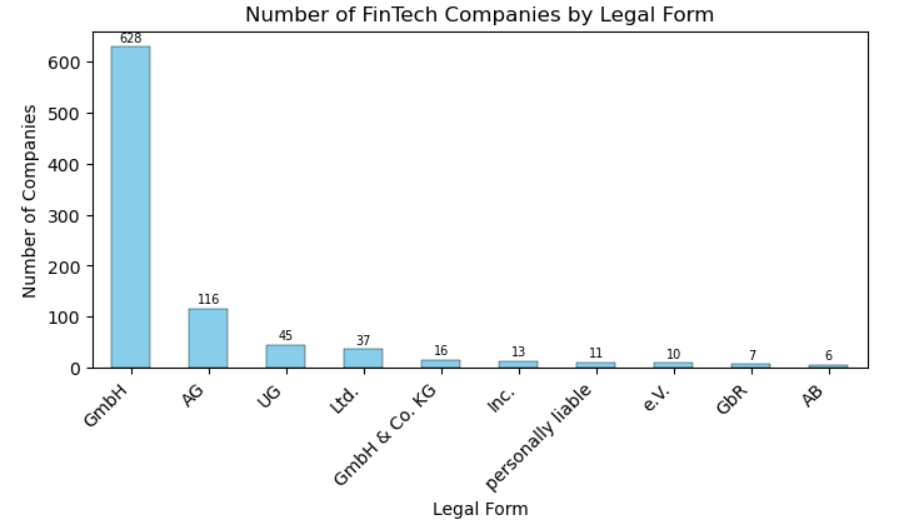 Number of FinTech Companies by Legal Form
Number of Companies
600
500
400
300
200
100
0
628
116
45
37
16
13
11
10
7
6
GmbH
AG
UG
Ltd.
GmbH & Co. KG
Inc.
personally liable
e.V.
GbR
AB
Legal Form